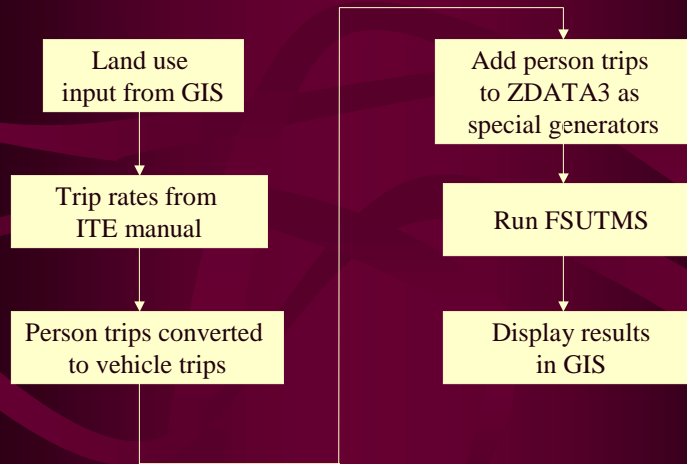 Land use
input from GIS
Trip rates from
ITE manual
Person trips converted
to vehicle trips
Add person trips
to ZDATA3 as
special generators
Run FSUTMS
Display results
in GIS